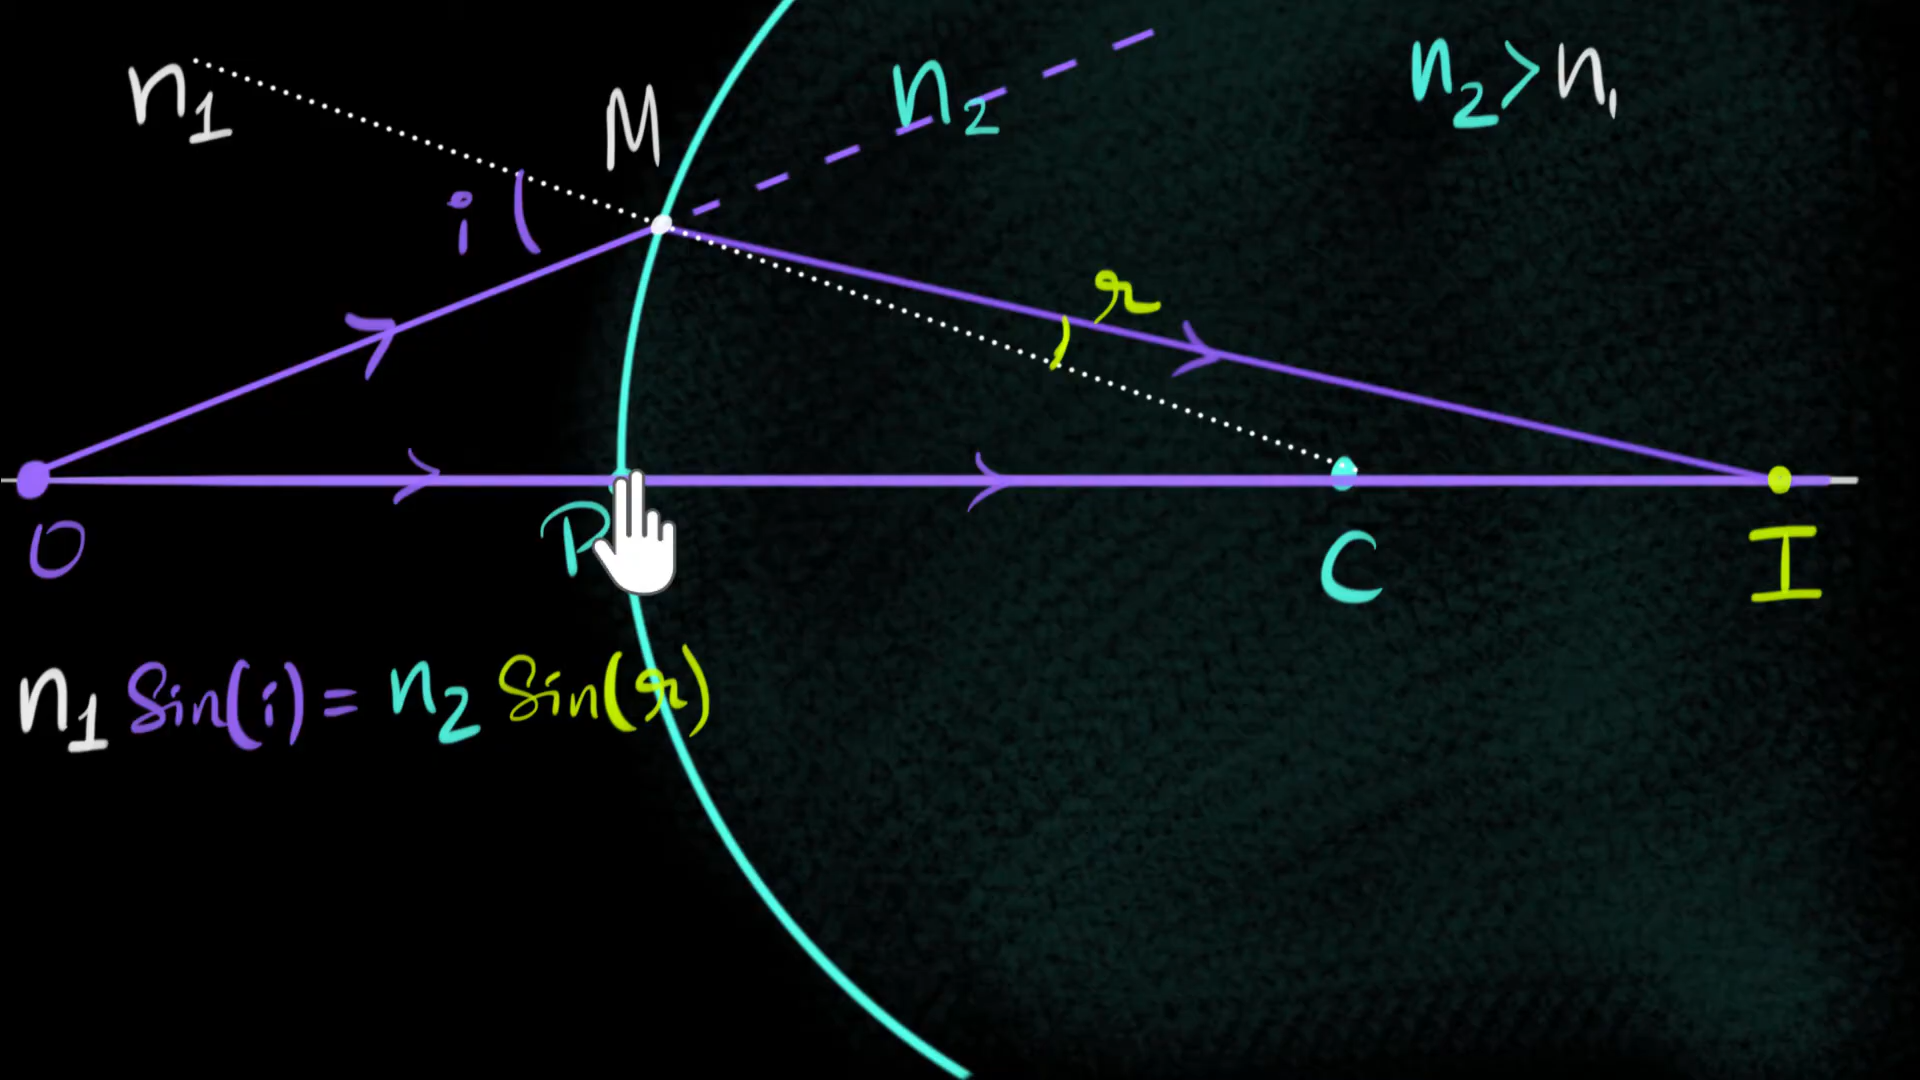 n₁
M
n₂
n₂ > n₁
i
r
O
P
C
I
n₁ Sin(i) = n₂ Sin(r)